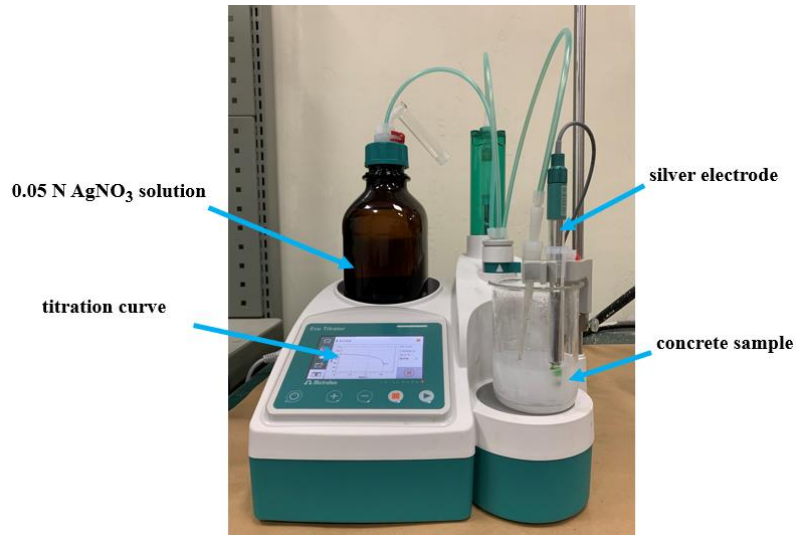 0.05 N AgNO₃ solution
silver electrode
titration curve
concrete sample
Eco Titrator
Metrohm